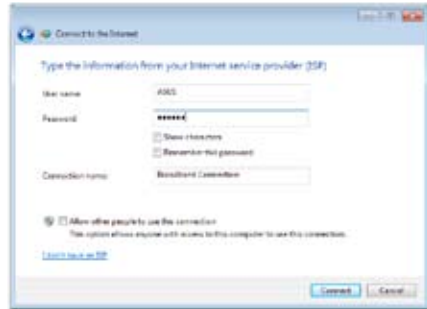 Connect to the Internet
Type the information from your Internet service provider (ISP)
User name
ASUS
Password
••••••
Show characters
Remember this password
Connection name
Broadband Connection
Allow other people to use this connection
This option allows anyone with access to this computer to use this connection.
I don't have an ISP
Connect
Cancel